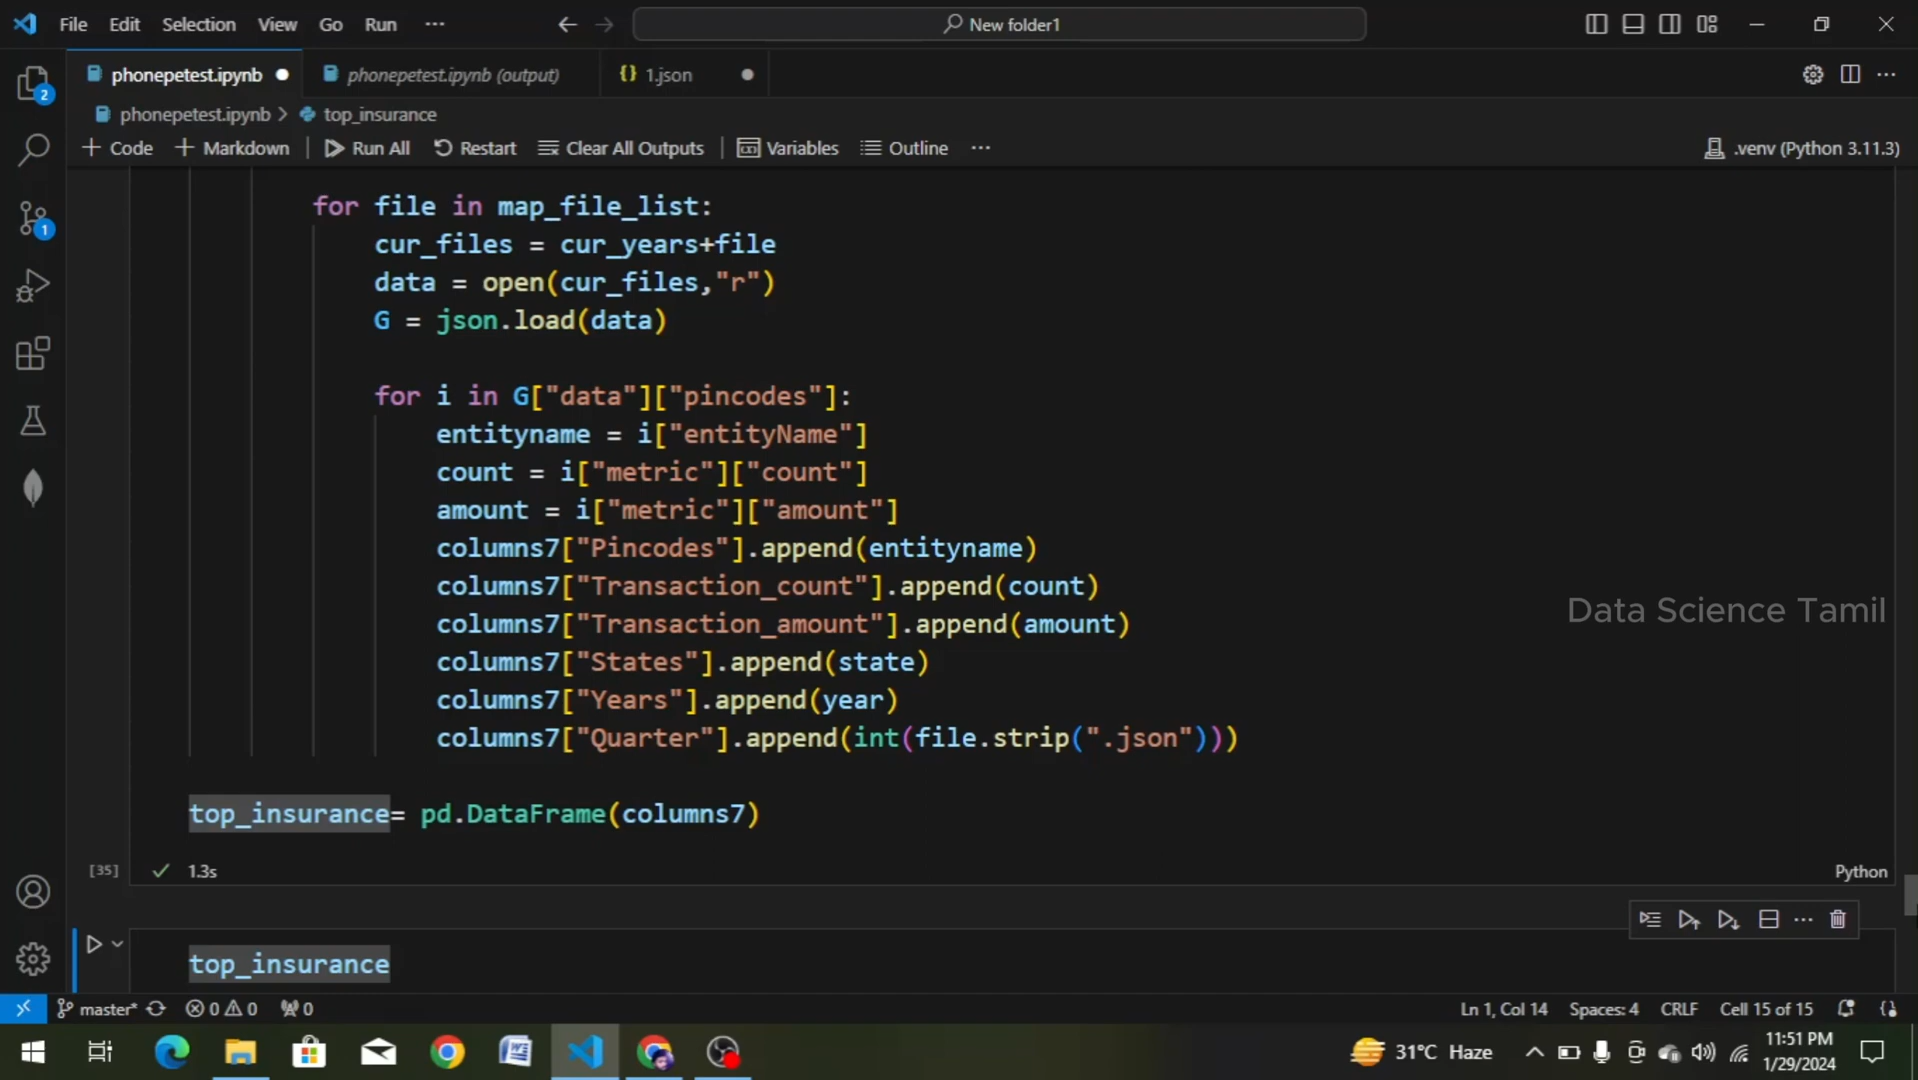 File Edit Selection View Go Run ··· New folder1
phonepetest.ipynb phonepetest.ipynb (output) {} 1.json
phonepetest.ipynb > top_insurance
+ Code + Markdown Run All Restart Clear All Outputs Variables Outline ··· .venv (Python 3.11.3)
for file in map_file_list:
cur_files = cur_years+file
data = open(cur_files,"r")
G = json.load(data)
for i in G["data"]["pincodes"]:
entityname = i["entityName"]
count = i["metric"]["count"]
amount = i["metric"]["amount"]
columns7["Pincodes"].append(entityname)
columns7["Transaction_count"].append(count)
columns7["Transaction_amount"].append(amount)
columns7["States"].append(state)
columns7["Years"].append(year)
columns7["Quarter"].append(int(file.strip(".json")))
top_insurance= pd.DataFrame(columns7)
[35] 1.3s Python
top_insurance
2
1
Data Science Tamil
master* 0 0 0 Ln 1, Col 14 Spaces: 4 CRLF Cell 15 of 15
31°C Haze 11:51 PM
1/29/2024